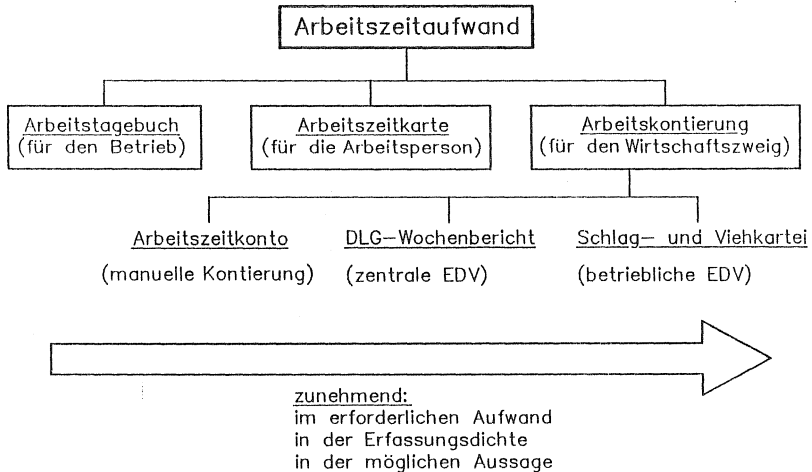 Arbeitszeitaufwand
Arbeitstagebuch
(für den Betrieb)
Arbeitszeitkarte
(für die Arbeitsperson)
Arbeitskontierung
(für den Wirtschaftszweig)
Arbeitszeitkonto
(manuelle Kontierung)
DLG-Wochenbericht
(zentrale EDV)
Schlag- und Viehkartei
(betriebliche EDV)
zunehmend:
im erforderlichen Aufwand
in der Erfassungsdichte
in der möglichen Aussage